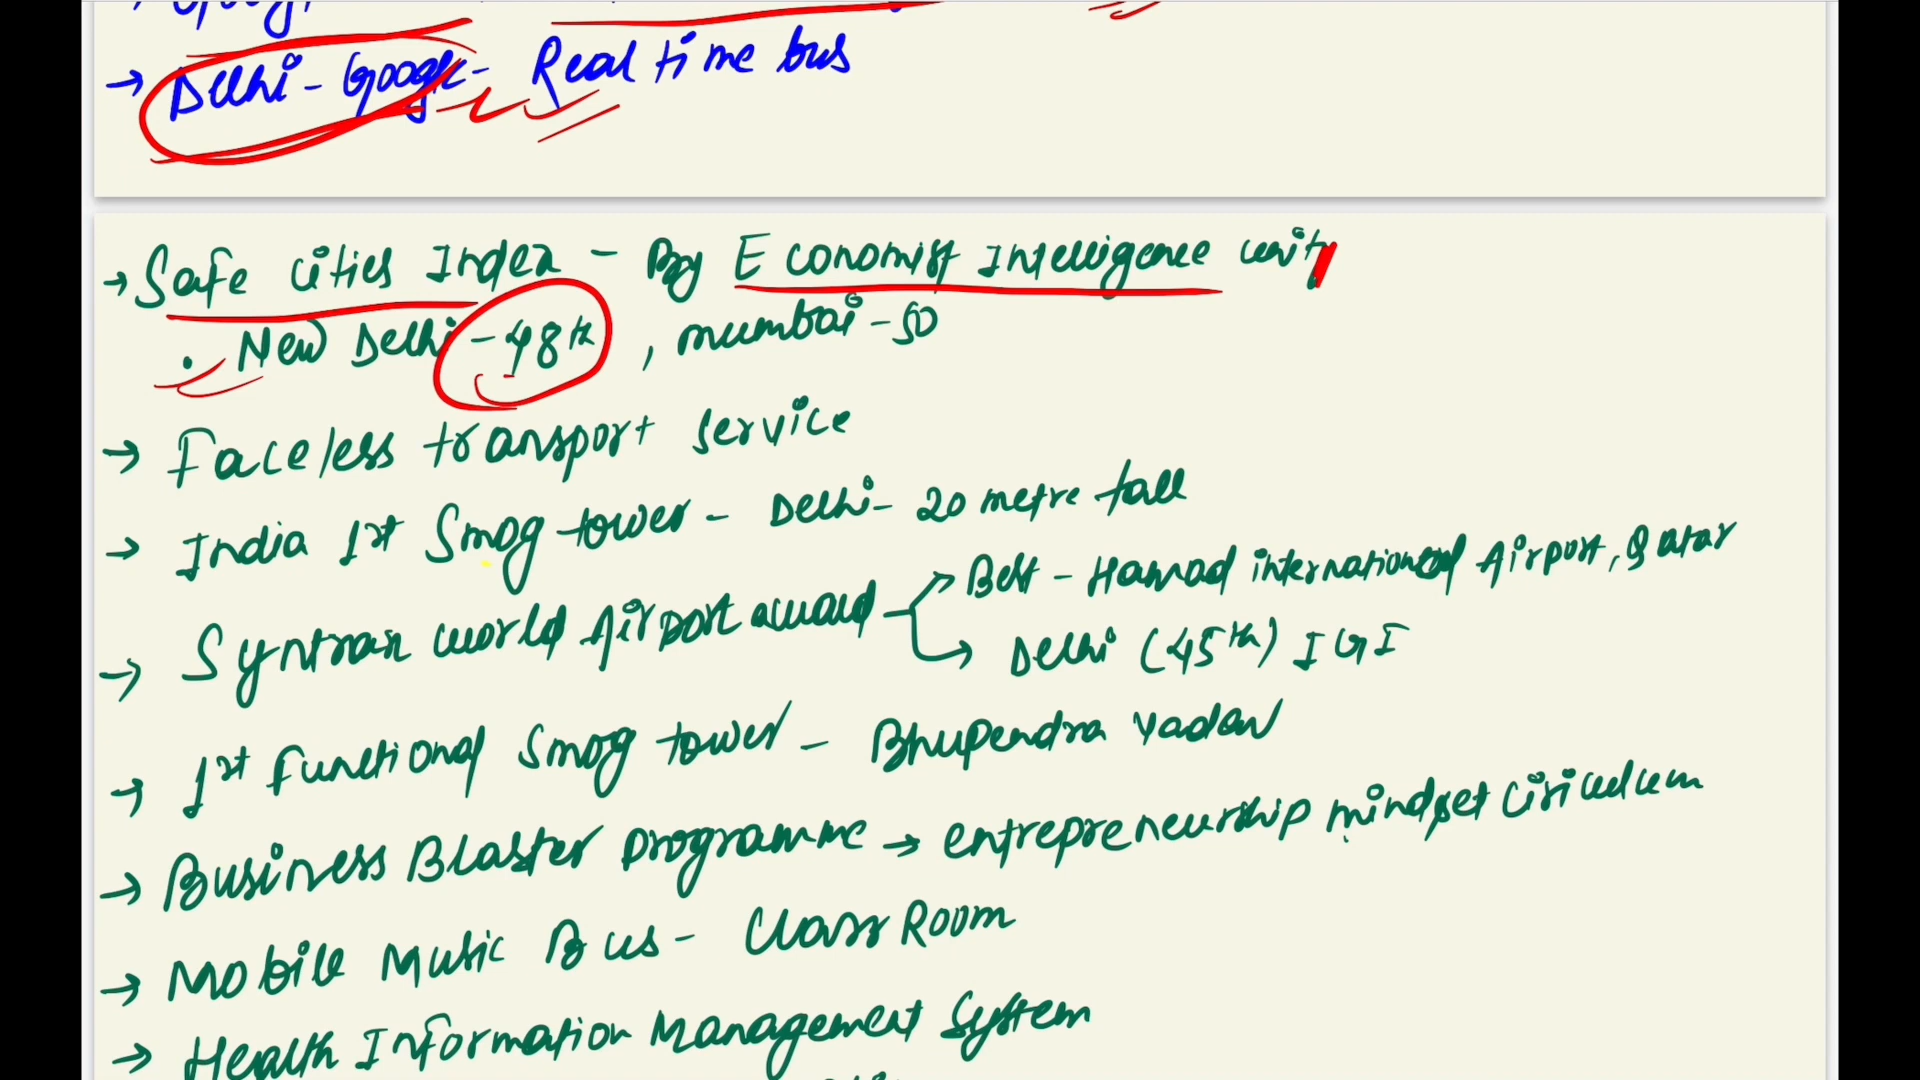 → Delhi - Google - Real time bus
→ Safe cities Index - By Economist Intelligence unit
. New Delhi - 48th, mumbai - 50
→ Faceless transport service
→ India 1st Smog tower - Delhi - 20 metre tall
→ Syntrax world Airport award → Best - Hamad international Airport, Qatar
→ Delhi (45th) IGI
→ 1st Functional Smog tower - Bhupendra Yadav
→ Business Blaster programme → entrepreneurship mindset ciriculum
→ Mobile Music Bus - Class Room
→ Health Information Management System